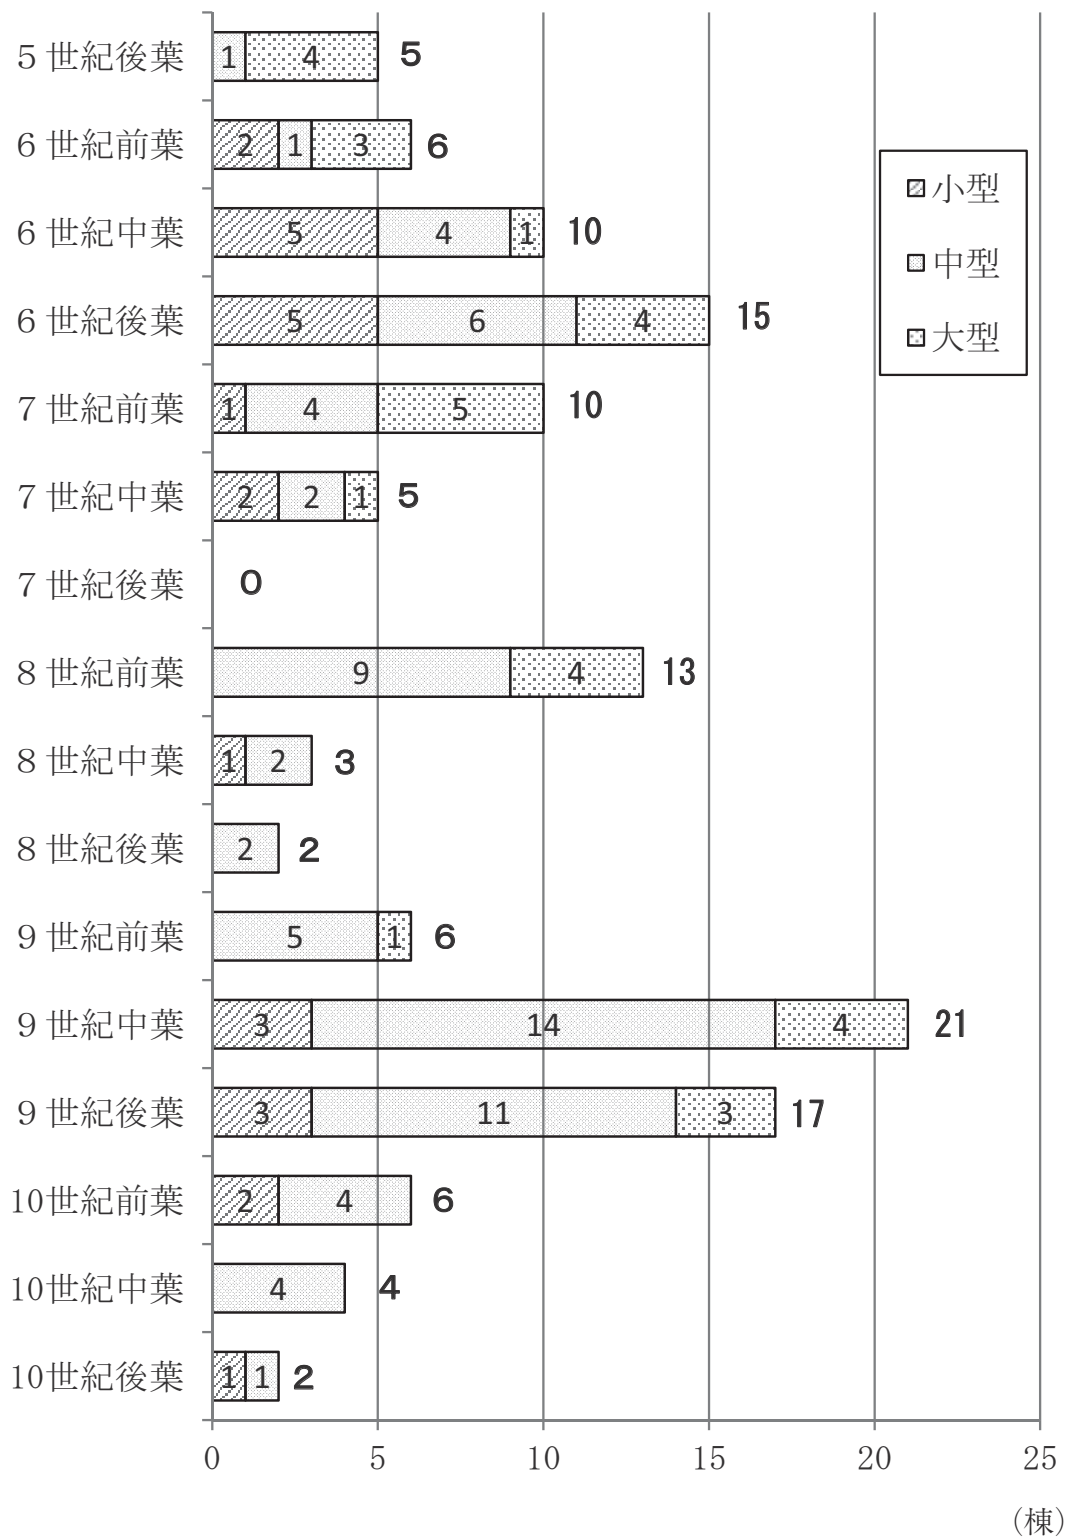 ５世紀後葉 1 4 5
６世紀前葉 2 1 3 6
６世紀中葉 5 4 1 10
６世紀後葉 5 6 4 15
７世紀前葉 1 4 5 10
７世紀中葉 2 2 1 5
７世紀後葉 0
８世紀前葉 9 4 13
８世紀中葉 1 2 3
８世紀後葉 2 2
９世紀前葉 5 1 6
９世紀中葉 3 14 4 21
９世紀後葉 3 11 3 17
10世紀前葉 2 4 6
10世紀中葉 4 4
10世紀後葉 1 1 2
0 5 10 15 20 25
（棟）
小型
中型
大型